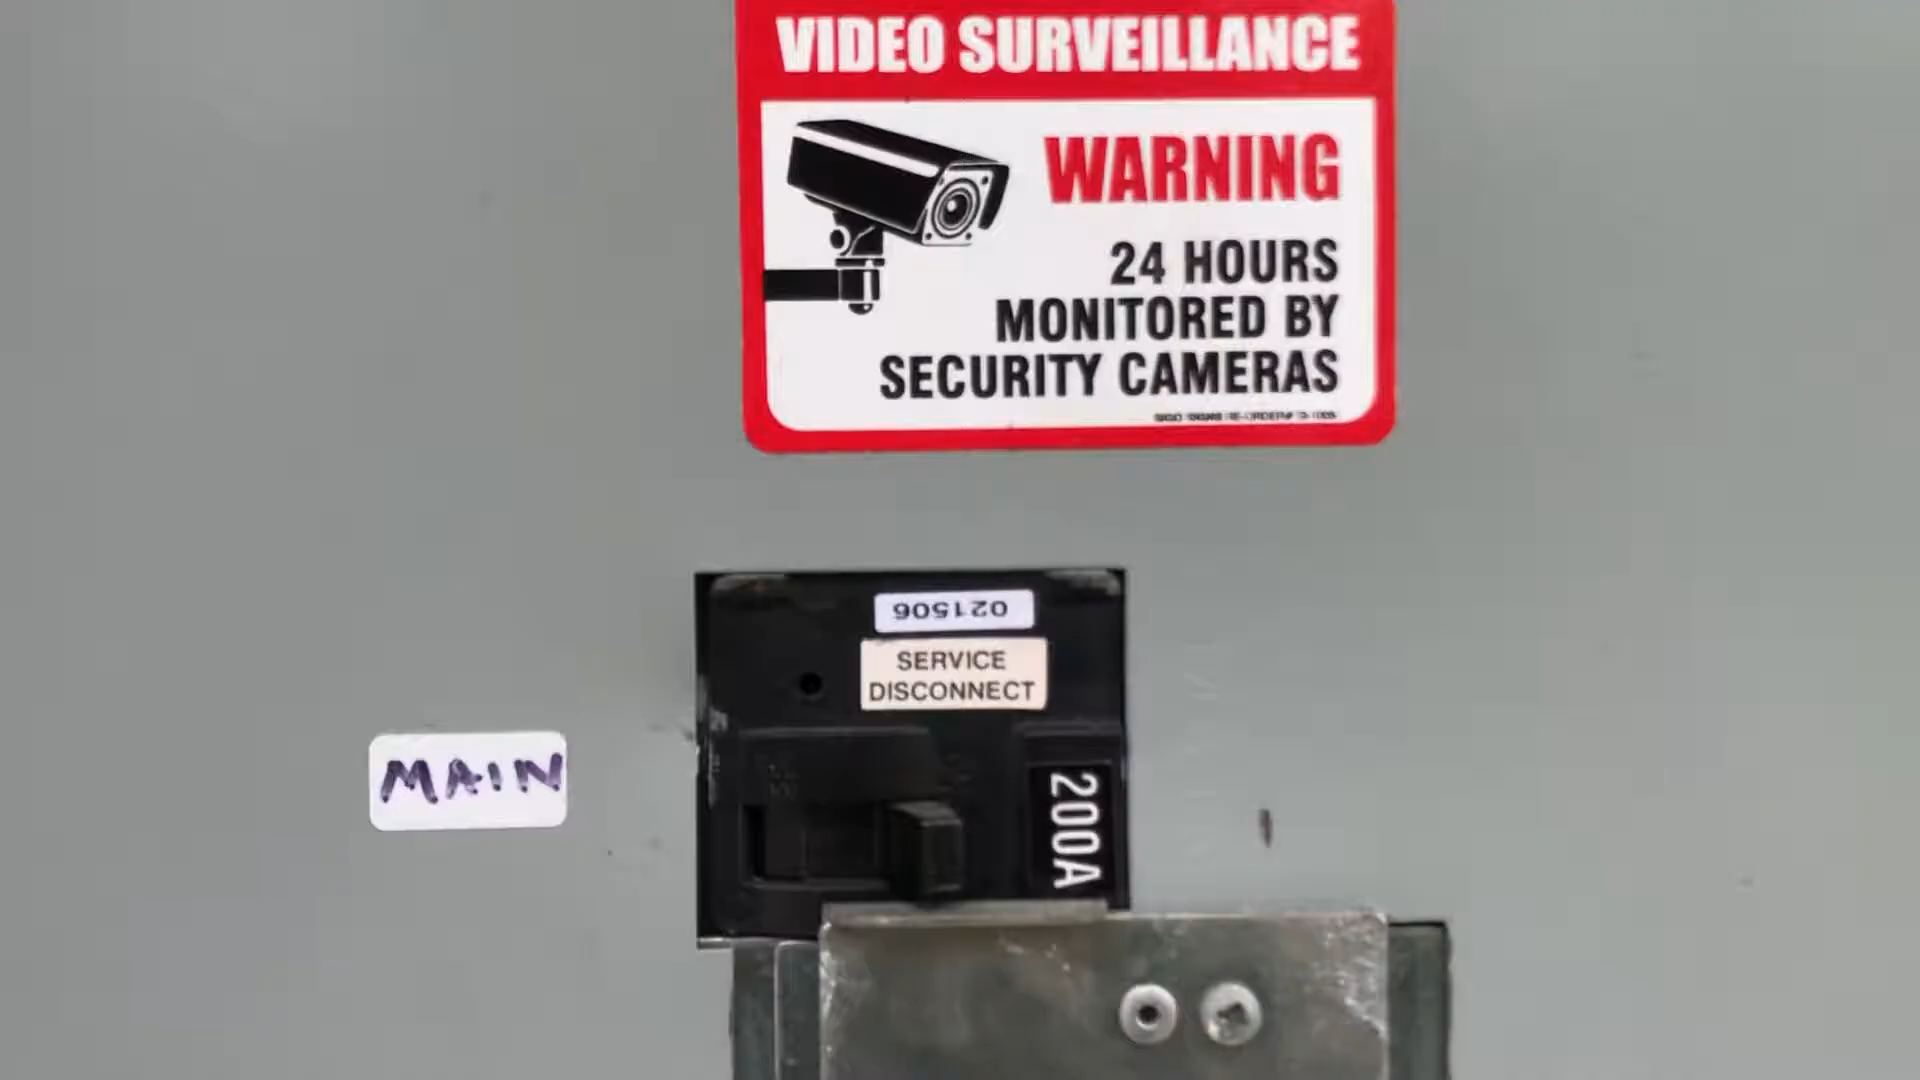 VIDEO SURVEILLANCE
WARNING
24 HOURS
MONITORED BY
SECURITY CAMERAS
021506
SERVICE
DISCONNECT
MAIN
200A